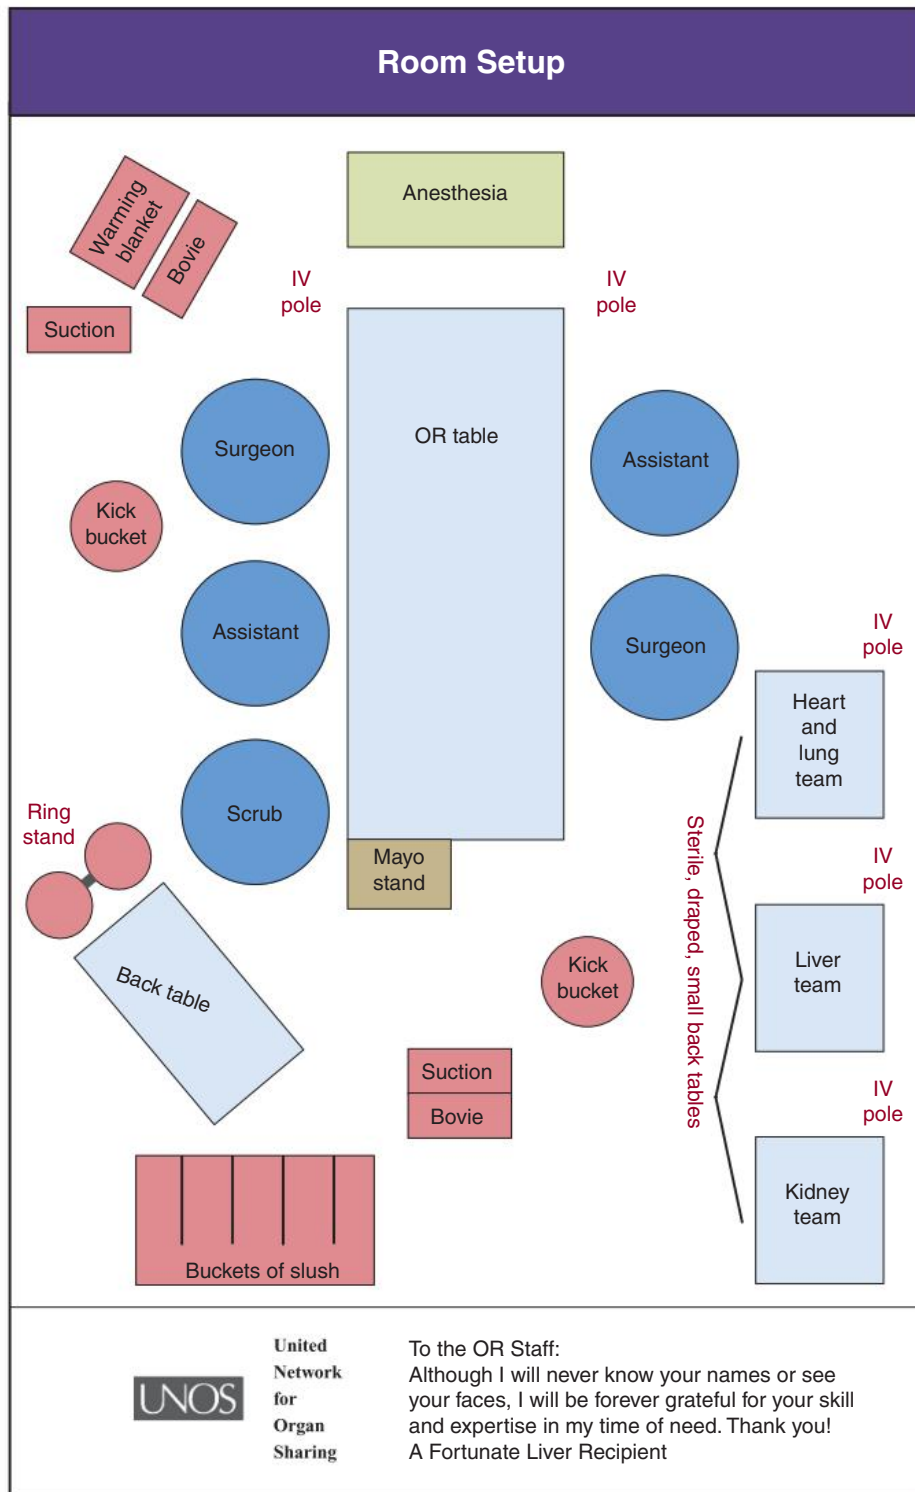 Room Setup
Anesthesia
Warming
blanket
Bovie
Suction
IV
pole
IV
pole
OR table
Surgeon
Assistant
Kick
bucket
Assistant
Surgeon
IV
pole
Heart
and
lung
team
Scrub
Ring
stand
Mayo
stand
Sterile, draped, small back tables
IV
pole
Liver
team
Back table
Kick
bucket
Suction
Bovie
IV
pole
Kidney
team
Buckets of slush
UNOS
United
Network
for
Organ
Sharing
To the OR Staff:
Although I will never know your names or see
your faces, I will be forever grateful for your skill
and expertise in my time of need. Thank you!
A Fortunate Liver Recipient